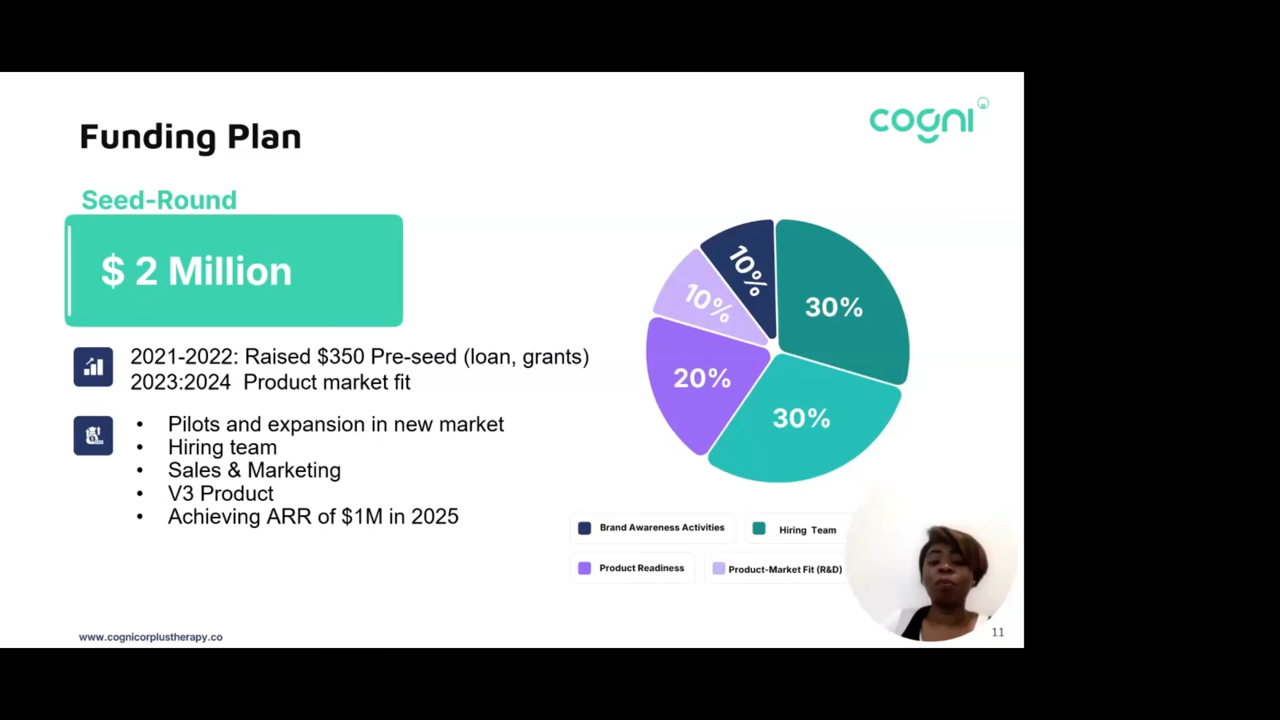 cogni
Funding Plan
Seed-Round
$ 2 Million
2021-2022: Raised $350 Pre-seed (loan, grants)
2023:2024 Product market fit
• Pilots and expansion in new market
• Hiring team
• Sales & Marketing
• V3 Product
• Achieving ARR of $1M in 2025
10%
30%
10%
20%
30%
Brand Awareness Activities
Hiring Team
Product Readiness
Product-Market Fit (R&D)
www.cognicorplustherapy.co
11